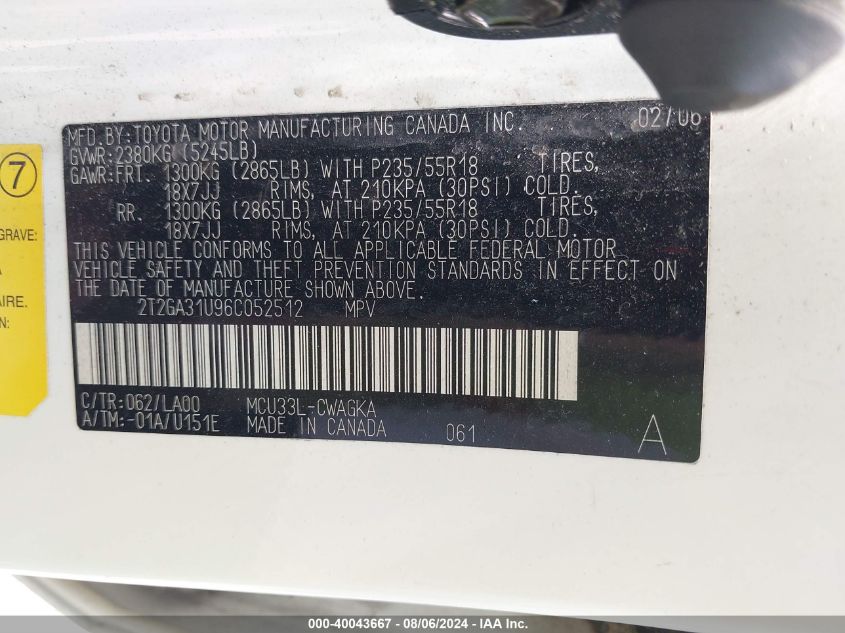 MFD.BY:TOYOTA MOTOR MANUFACTURING CANADA INC. 02/06
GVWR:2380KG (5245LB)
GAWR:FRT. 1300KG (2865LB) WITH P235/55R18 TIRES,
18X7JJ RIMS, AT 210KPA (30PSI) COLD.
RR. 1300KG (2865LB) WITH P235/55R18 TIRES,
18X7JJ RIMS, AT 210KPA (30PSI) COLD.
THIS VEHICLE CONFORMS TO ALL APPLICABLE FEDERAL MOTOR
VEHICLE SAFETY AND THEFT PREVENTION STANDARDS IN EFFECT ON
THE DATE OF MANUFACTURE SHOWN ABOVE.
2T2GA31U96C052512 MPV
C/TR:062/LA00 MCU33L-CWAGKA
A/TM:-01A/U151E MADE IN CANADA 061 A
7
GRAVE:
A
AIRE.
000-40043667 - 08/06/2024 - IAA Inc.